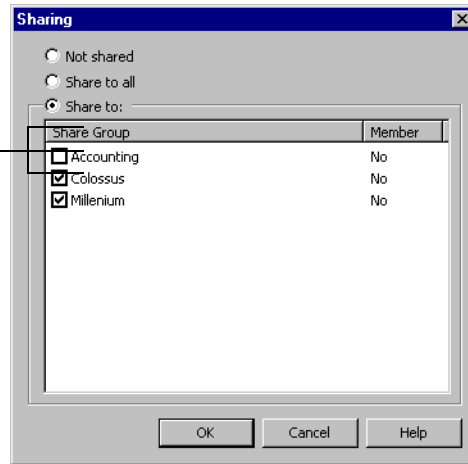 Sharing
Not shared
Share to all
Share to:
Share Group Member
Accounting No
Colossus No
Millenium No
OK Cancel Help